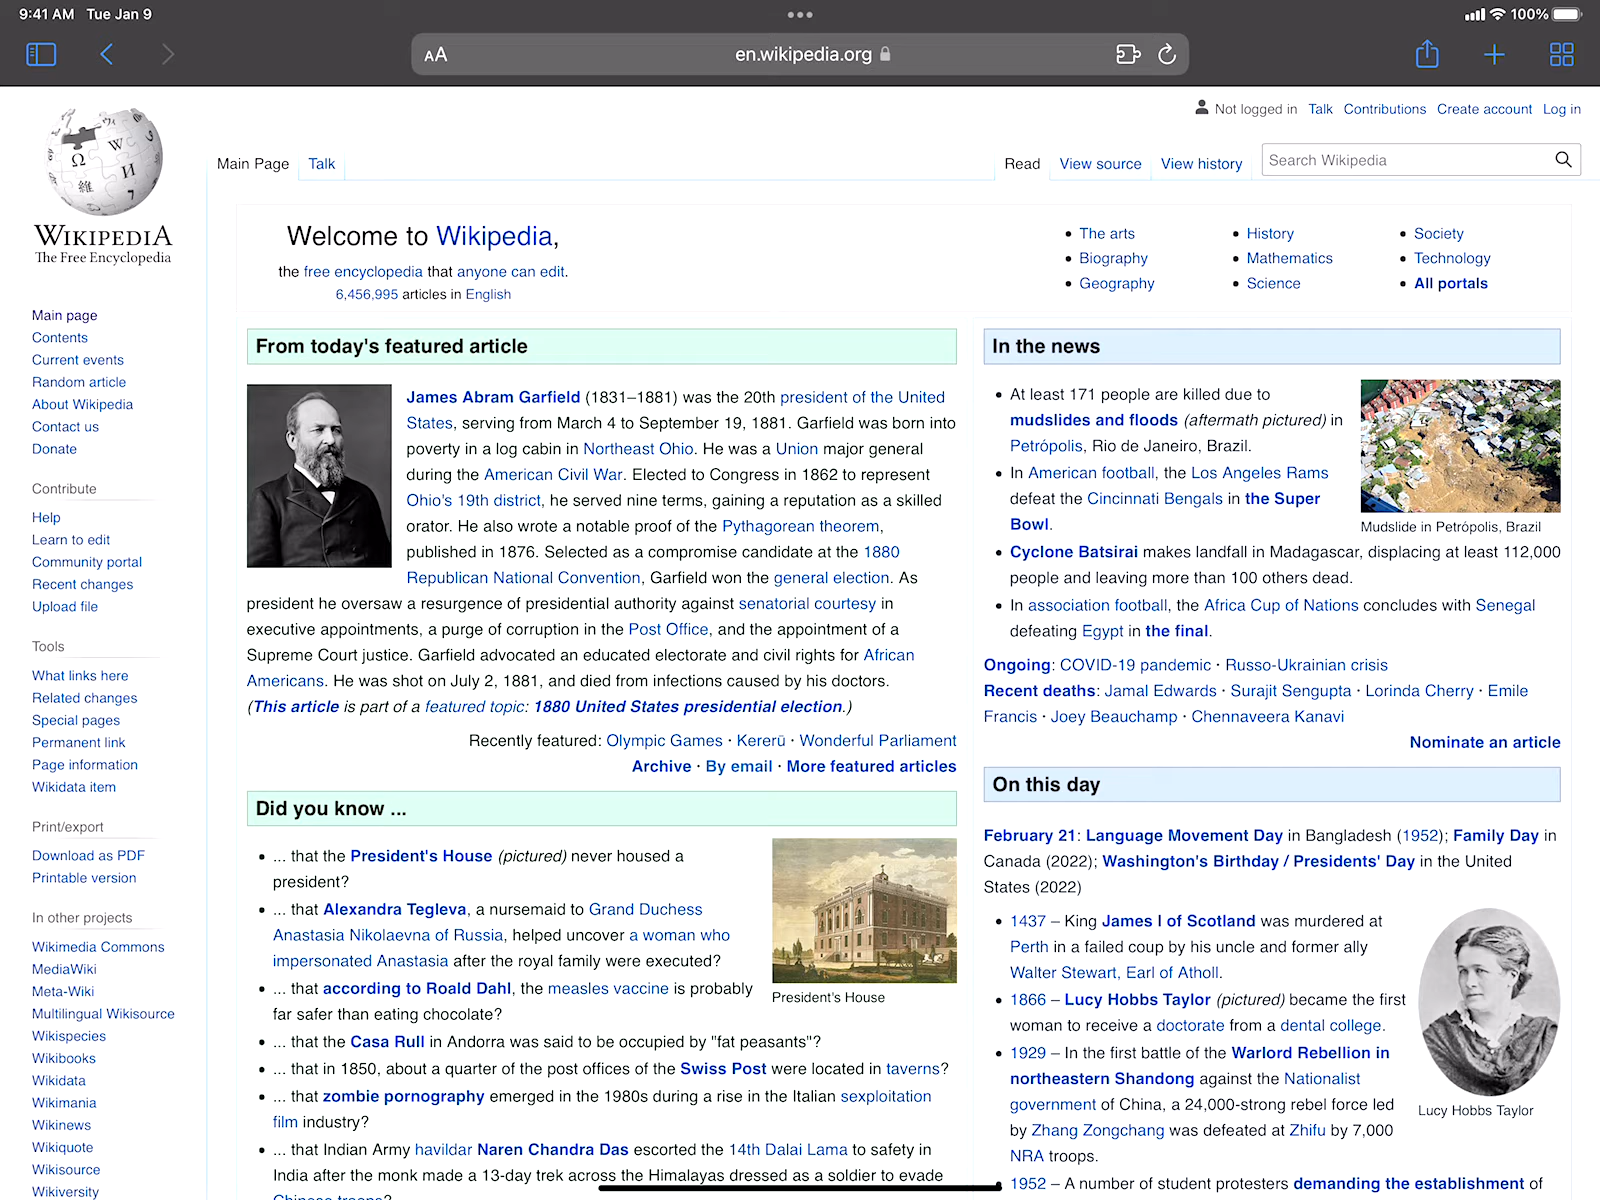 9:41 AM Tue Jan 9
100%
AA
en.wikipedia.org
Not logged in Talk Contributions Create account Log in
Main Page Talk
Read View source View history
Search Wikipedia
WIKIPEDIA
The Free Encyclopedia
Main page
Contents
Current events
Random article
About Wikipedia
Contact us
Donate
Contribute
Help
Learn to edit
Community portal
Recent changes
Upload file
Tools
What links here
Related changes
Special pages
Permanent link
Page information
Wikidata item
Print/export
Download as PDF
Printable version
In other projects
Wikimedia Commons
MediaWiki
Meta-Wiki
Multilingual Wikisource
Wikispecies
Wikibooks
Wikidata
Wikimania
Wikinews
Wikiquote
Wikisource
Wikiversity
Welcome to Wikipedia,
the free encyclopedia that anyone can edit.
6,456,995 articles in English
• The arts
• Biography
• Geography
• History
• Mathematics
• Science
• Society
• Technology
• All portals
From today's featured article
James Abram Garfield (1831–1881) was the 20th president of the United
States, serving from March 4 to September 19, 1881. Garfield was born into
poverty in a log cabin in Northeast Ohio. He was a Union major general
during the American Civil War. Elected to Congress in 1862 to represent
Ohio's 19th district, he served nine terms, gaining a reputation as a skilled
orator. He also wrote a notable proof of the Pythagorean theorem,
published in 1876. Selected as a compromise candidate at the 1880
Republican National Convention, Garfield won the general election. As
president he oversaw a resurgence of presidential authority against senatorial courtesy in
executive appointments, a purge of corruption in the Post Office, and the appointment of a
Supreme Court justice. Garfield advocated an educated electorate and civil rights for African
Americans. He was shot on July 2, 1881, and died from infections caused by his doctors.
(This article is part of a featured topic: 1880 United States presidential election.)
Recently featured: Olympic Games · Kererū · Wonderful Parliament
Archive · By email · More featured articles
Did you know ...
• ... that the President's House (pictured) never housed a
president?
• ... that Alexandra Tegleva, a nursemaid to Grand Duchess
Anastasia Nikolaevna of Russia, helped uncover a woman who
impersonated Anastasia after the royal family were executed?
• ... that according to Roald Dahl, the measles vaccine is probably
far safer than eating chocolate?
President's House
• ... that the Casa Rull in Andorra was said to be occupied by "fat peasants"?
• ... that in 1850, about a quarter of the post offices of the Swiss Post were located in taverns?
• ... that zombie pornography emerged in the 1980s during a rise in the Italian sexploitation
film industry?
• ... that Indian Army havildar Naren Chandra Das escorted the 14th Dalai Lama to safety in
India after the monk made a 13-day trek across the Himalayas dressed as a soldier to evade
Chinese troops?
In the news
• At least 171 people are killed due to
mudslides and floods (aftermath pictured) in
Petrópolis, Rio de Janeiro, Brazil.
• In American football, the Los Angeles Rams
defeat the Cincinnati Bengals in the Super
Bowl.
Mudslide in Petrópolis, Brazil
• Cyclone Batsirai makes landfall in Madagascar, displacing at least 112,000
people and leaving more than 100 others dead.
• In association football, the Africa Cup of Nations concludes with Senegal
defeating Egypt in the final.
Ongoing: COVID-19 pandemic · Russo-Ukrainian crisis
Recent deaths: Jamal Edwards · Surajit Sengupta · Lorinda Cherry · Emile
Francis · Joey Beauchamp · Chennaveera Kanavi
Nominate an article
On this day
February 21: Language Movement Day in Bangladesh (1952); Family Day in
Canada (2022); Washington's Birthday / Presidents' Day in the United
States (2022)
• 1437 – King James I of Scotland was murdered at
Perth in a failed coup by his uncle and former ally
Walter Stewart, Earl of Atholl.
• 1866 – Lucy Hobbs Taylor (pictured) became the first
woman to receive a doctorate from a dental college.
• 1929 – In the first battle of the Warlord Rebellion in
northeastern Shandong against the Nationalist
government of China, a 24,000-strong rebel force led
by Zhang Zongchang was defeated at Zhifu by 7,000
NRA troops.
Lucy Hobbs Taylor
• 1952 – A number of student protesters demanding the establishment of